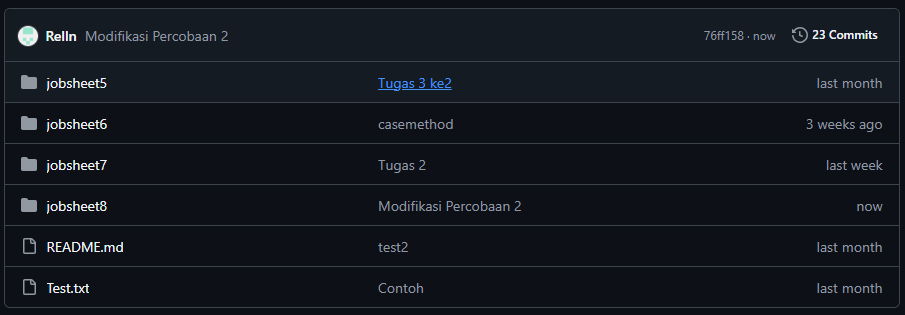 Relln Modifikasi Percobaan 2 76ff158 · now 23 Commits
jobsheet5 Tugas 3 ke2 last month
jobsheet6 casemethod 3 weeks ago
jobsheet7 Tugas 2 last week
jobsheet8 Modifikasi Percobaan 2 now
README.md test2 last month
Test.txt Contoh last month